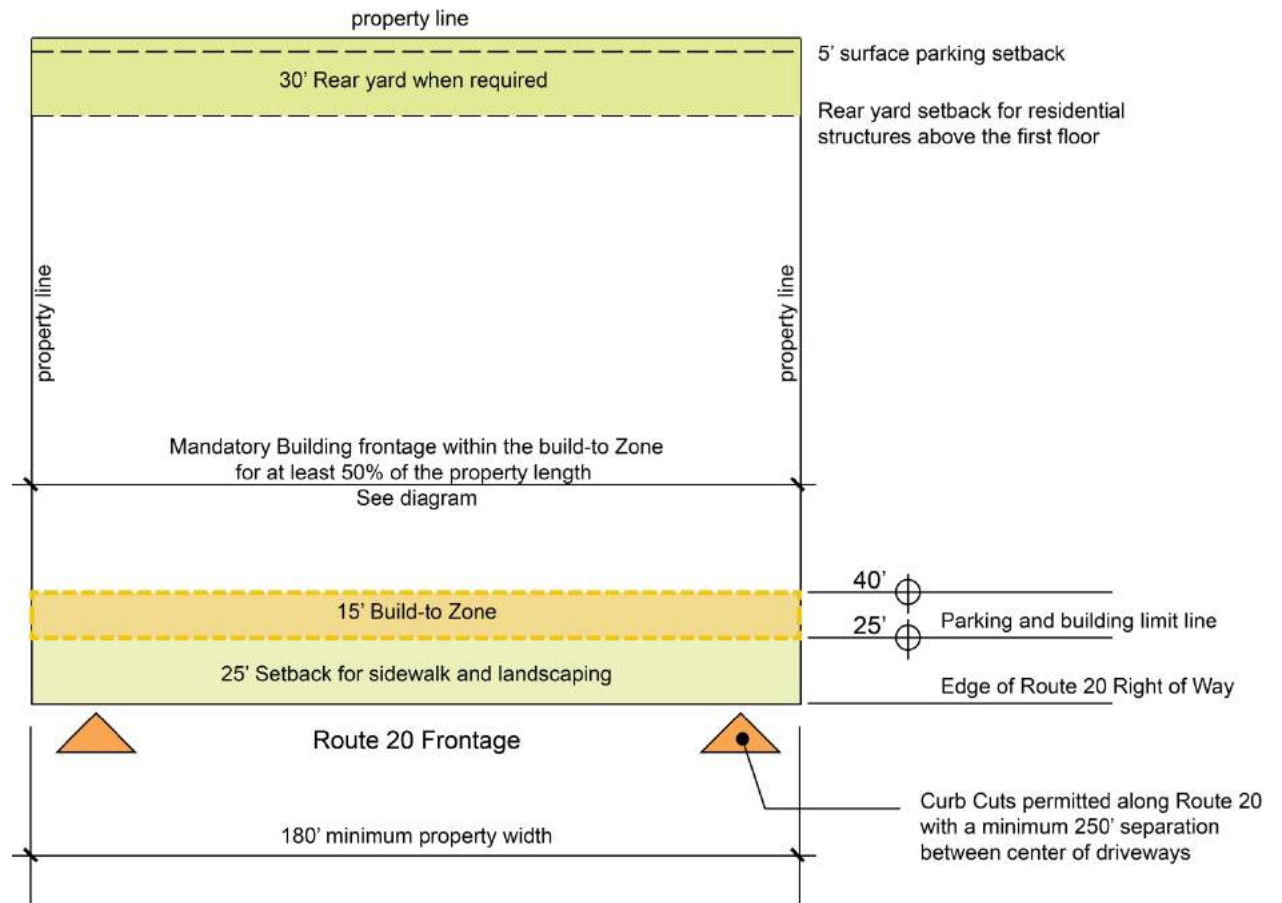 property line
5’ surface parking setback
30’ Rear yard when required
Rear yard setback for residential
structures above the first floor
property line
property line
Mandatory Building frontage within the build-to Zone
for at least 50% of the property length
See diagram
40’
15’ Build-to Zone
Parking and building limit line
25’
25’ Setback for sidewalk and landscaping
Edge of Route 20 Right of Way
Route 20 Frontage
Curb Cuts permitted along Route 20
with a minimum 250’ separation
between center of driveways
180’ minimum property width